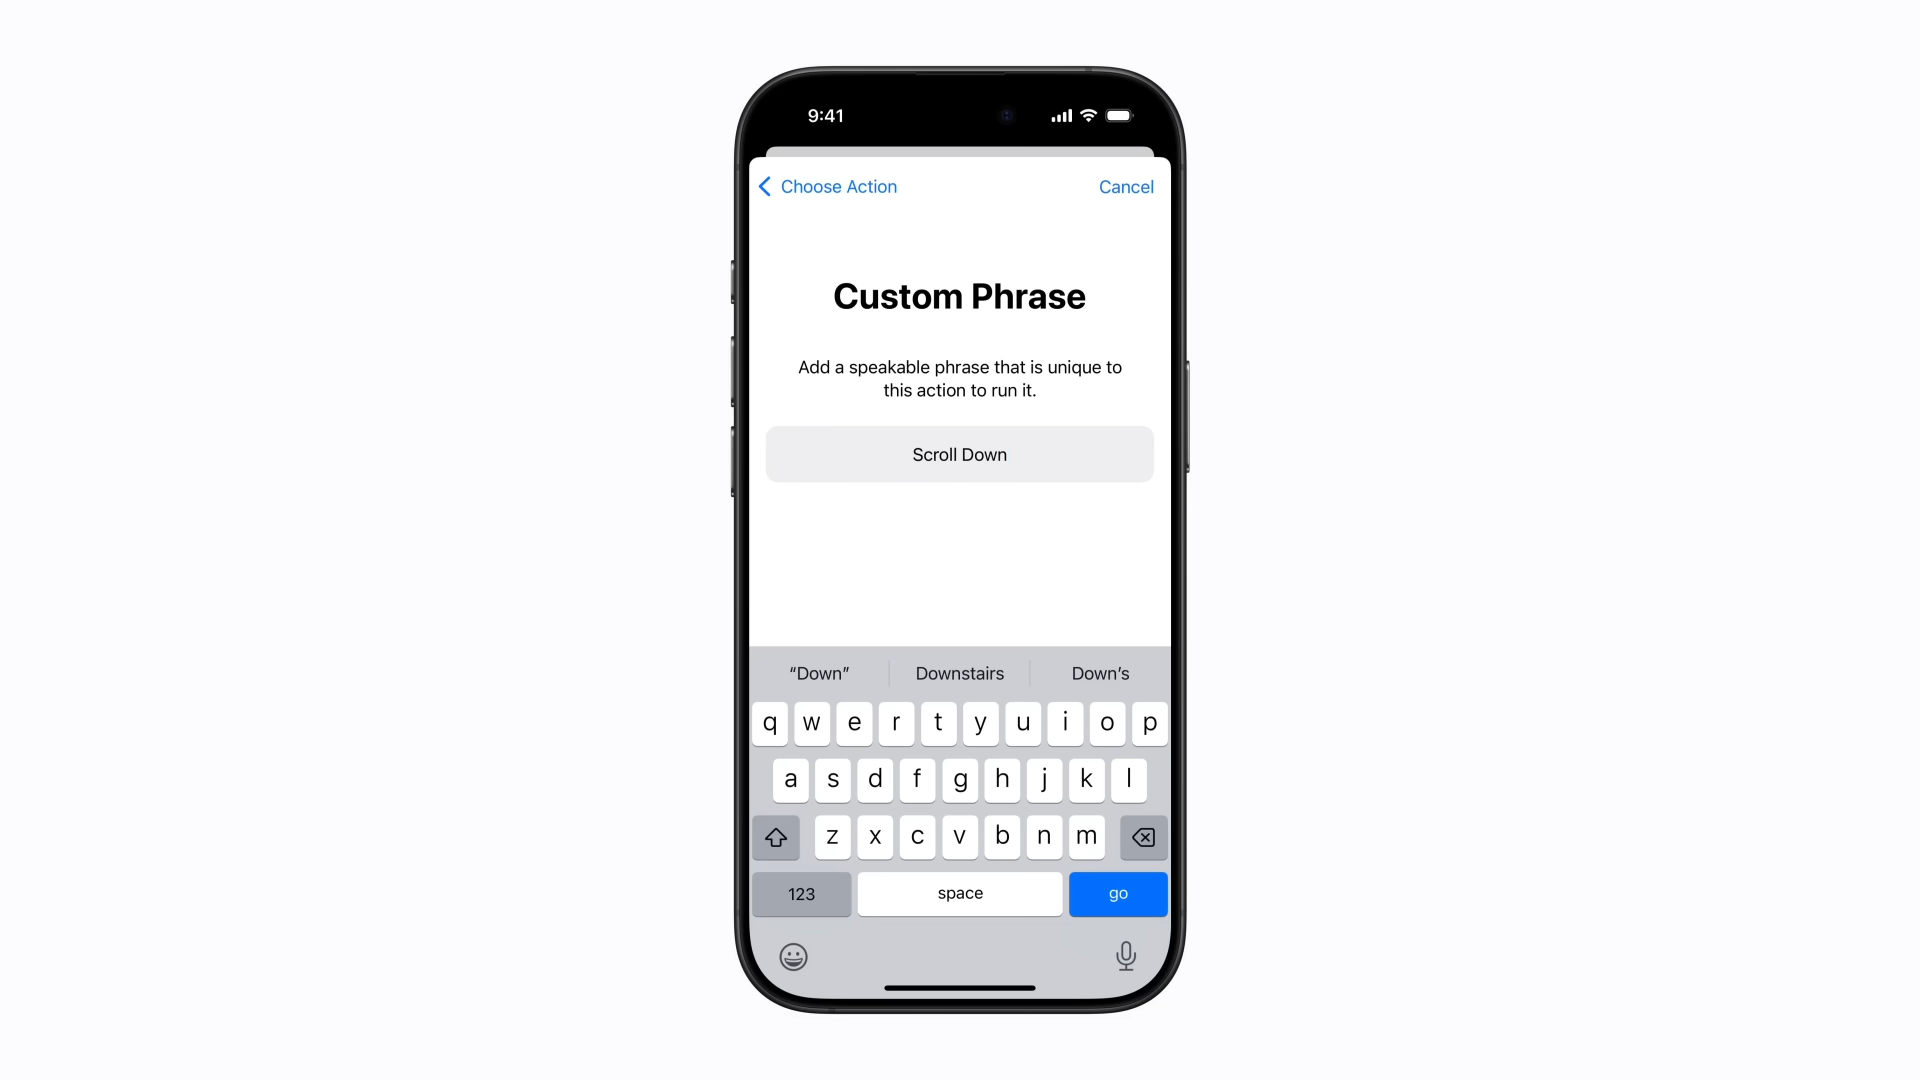 9:41
Choose Action
Cancel
Custom Phrase
Add a speakable phrase that is unique to
this action to run it.
Scroll Down
“Down”
Downstairs
Down’s
q w e r t y u i o p
a s d f g h j k l
z x c v b n m
123
space
go